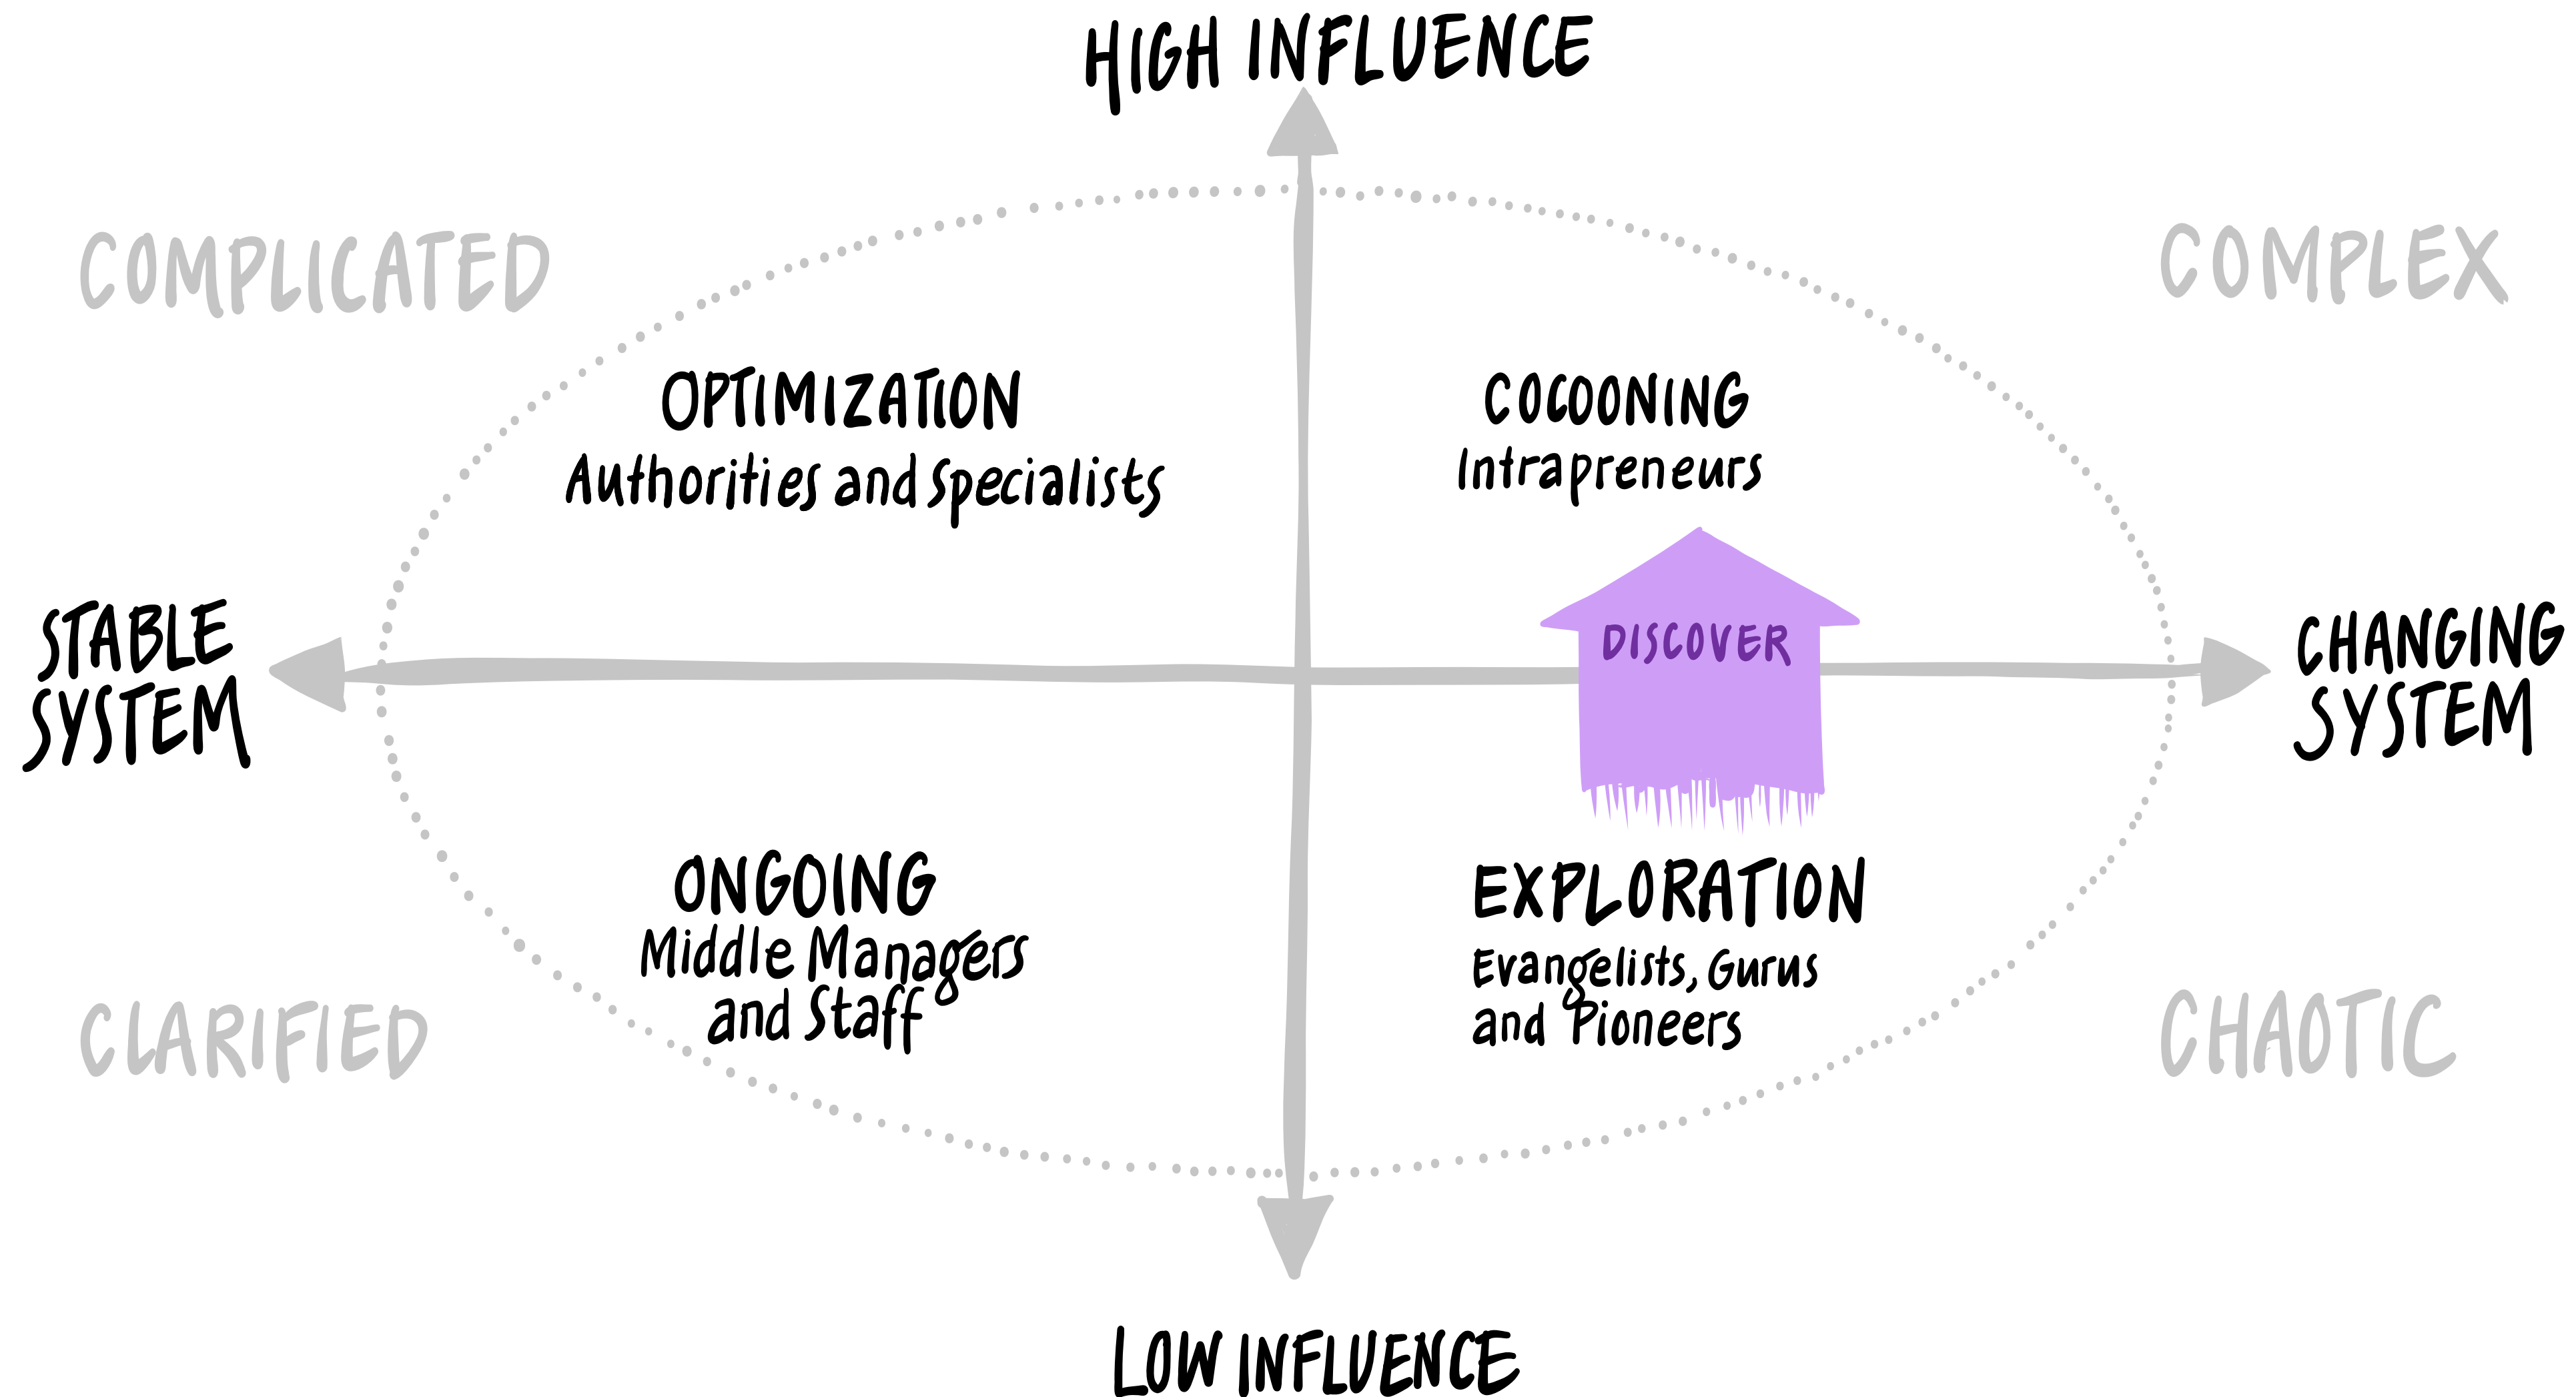 HIGH INFLUENCE
COMPLICATED
COMPLEX
OPTIMIZATION
Authorities and Specialists
COCOONING
Intrapreneurs
STABLE
SYSTEM
DISCOVER
CHANGING
SYSTEM
ONGOING
Middle Managers
and Staff
EXPLORATION
Evangelists, Gurus
and Pioneers
CLARIFIED
CHAOTIC
LOW INFLUENCE